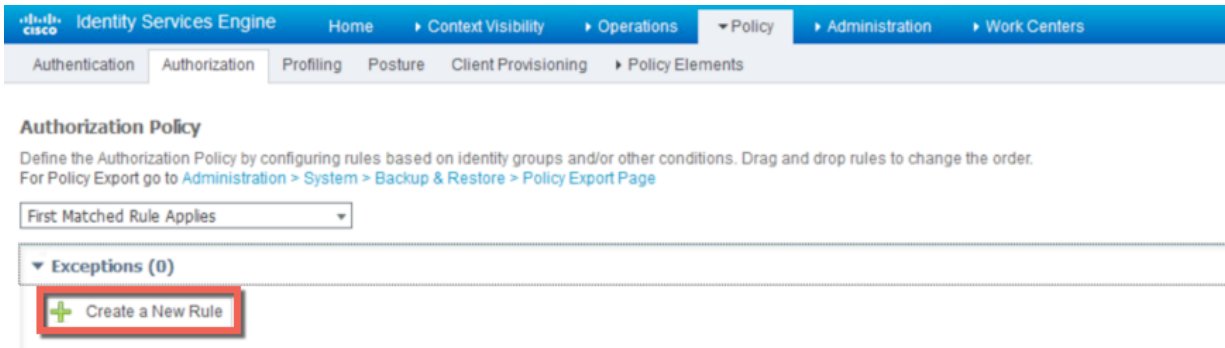 cisco Identity Services Engine Home Context Visibility Operations Policy Administration Work Centers
Authentication Authorization Profiling Posture Client Provisioning Policy Elements
Authorization Policy
Define the Authorization Policy by configuring rules based on identity groups and/or other conditions. Drag and drop rules to change the order.
For Policy Export go to Administration > System > Backup & Restore > Policy Export Page
First Matched Rule Applies
Exceptions (0)
Create a New Rule